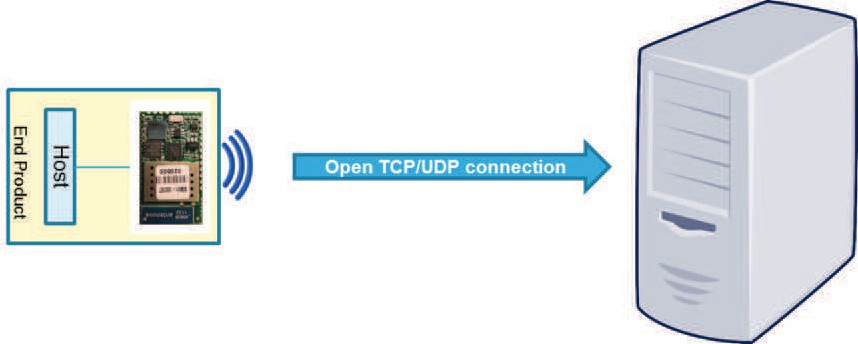 End Product
Host
Open TCP/UDP connection